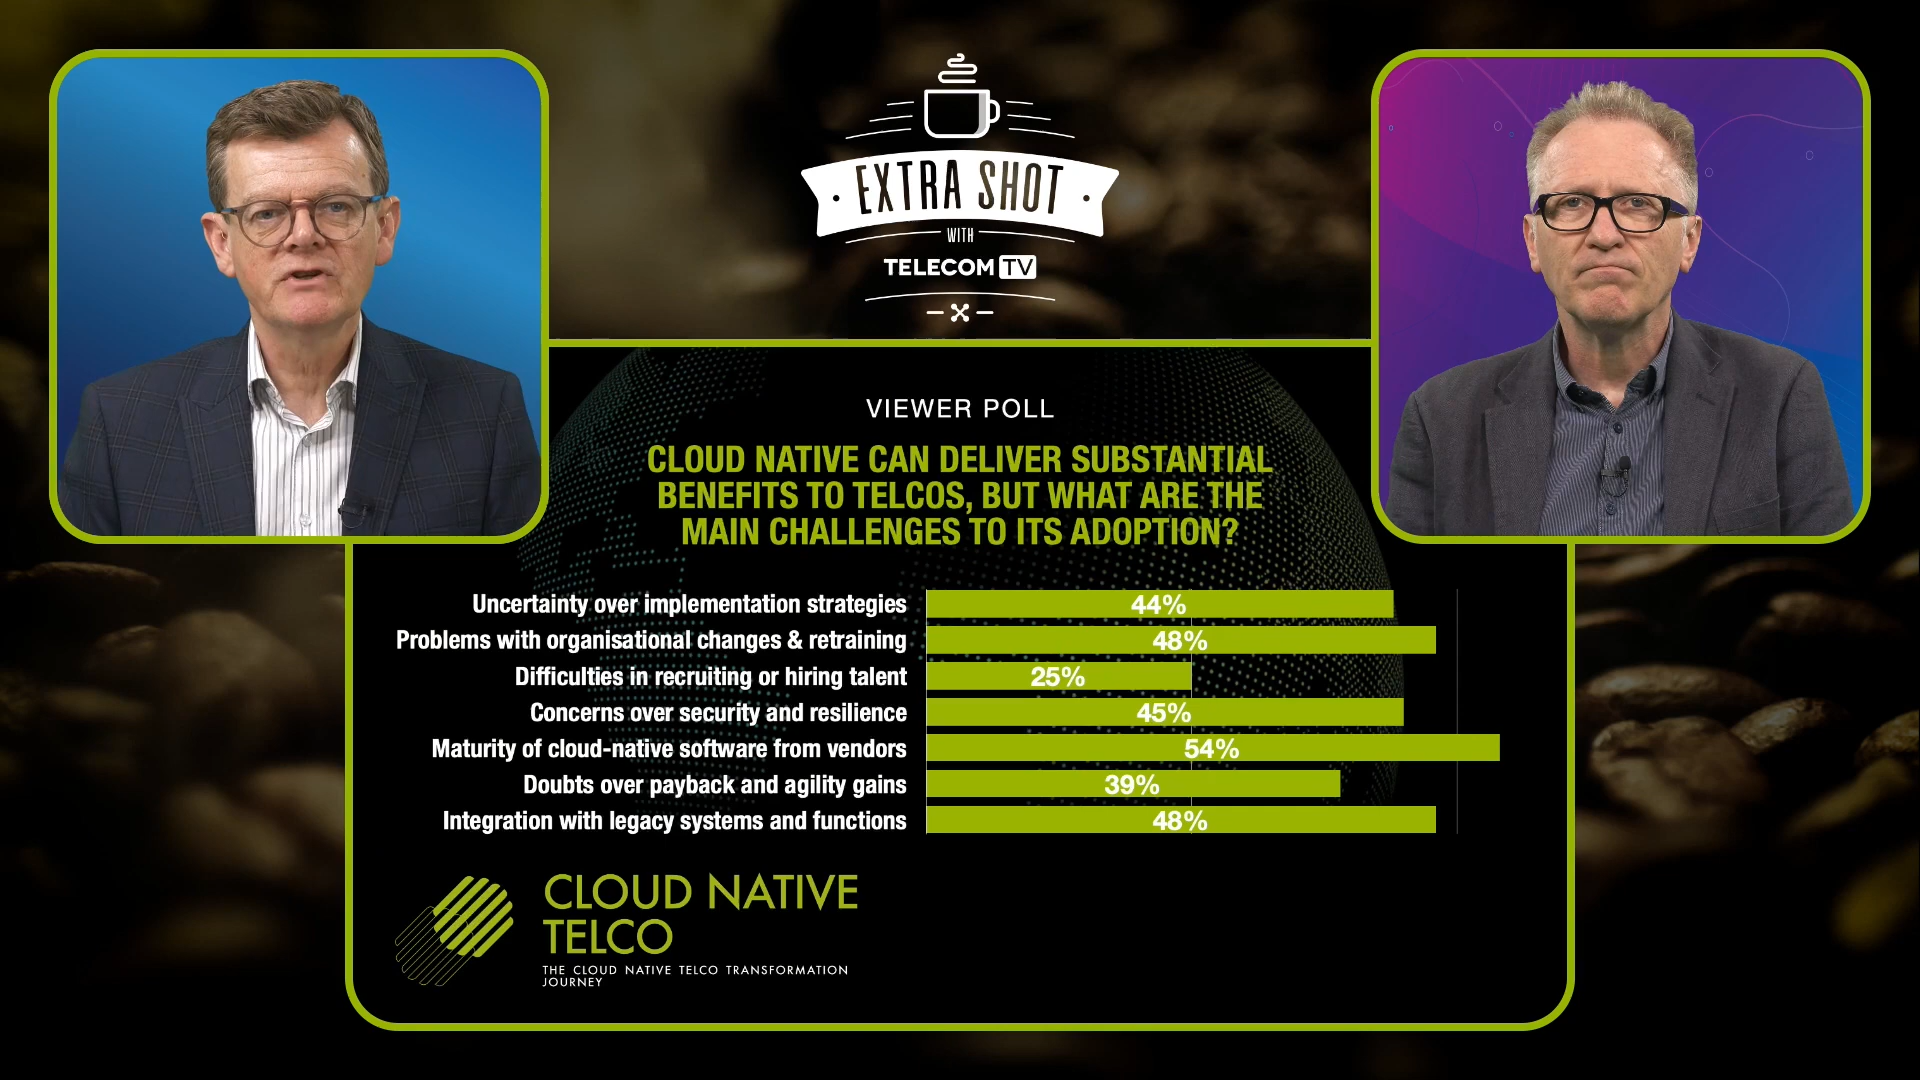 EXTRA SHOT
WITH
TELECOM TV
VIEWER POLL
CLOUD NATIVE CAN DELIVER SUBSTANTIAL
BENEFITS TO TELCOS, BUT WHAT ARE THE
MAIN CHALLENGES TO ITS ADOPTION?
Uncertainty over implementation strategies 44%
Problems with organisational changes & retraining 48%
Difficulties in recruiting or hiring talent 25%
Concerns over security and resilience 45%
Maturity of cloud-native software from vendors 54%
Doubts over payback and agility gains 39%
Integration with legacy systems and functions 48%
CLOUD NATIVE
TELCO
THE CLOUD NATIVE TELCO TRANSFORMATION
JOURNEY